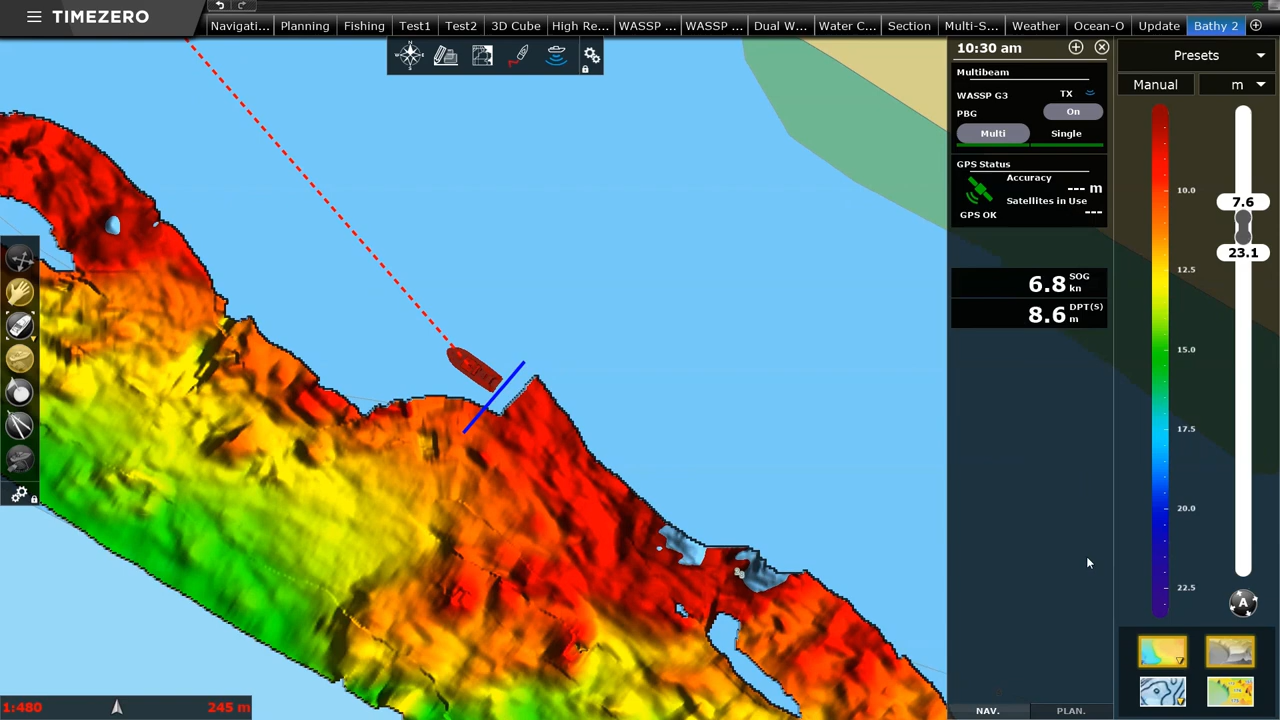 TIMEZERO
Navigati... Planning Fishing Test1 Test2 3D Cube High Re... WASSP ... WASSP ... Dual W... Water C... Section Multi-S... Weather Ocean-O Update Bathy 2
10:30 am
Presets
Multibeam
Manual m
WASSP G3 TX
PBG On
Multi Single
GPS Status
Accuracy
--- m
Satellites in Use
---
GPS OK
6.8 SOG kn
8.6 DPT(S) m
10.0
12.5
15.0
17.5
20.0
22.5
7.6
23.1
A
1:480 245 m
NAV. PLAN.